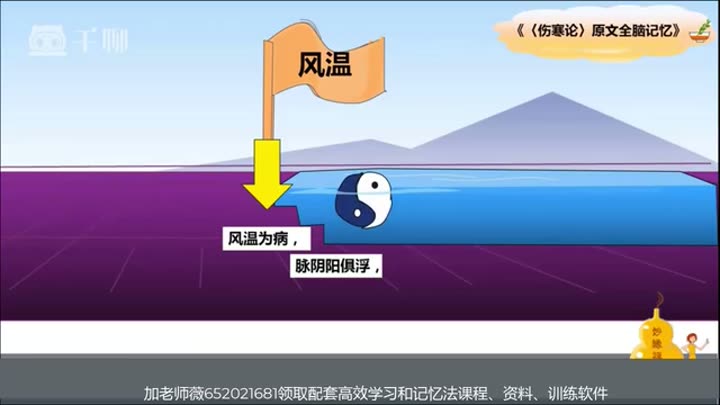 千聊
《〈伤寒论〉原文全脑记忆》
风温
风温为病，
脉阴阳俱浮，
加老师薇652021681领取配套高效学习和记忆法课程、资料、训练软件